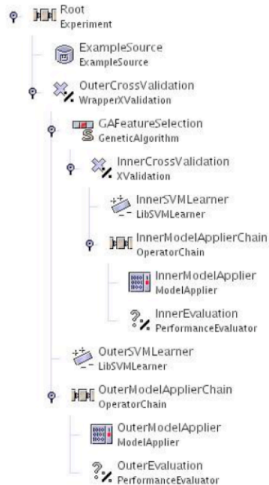 Root
Experiment
ExampleSource
ExampleSource
OuterCrossValidation
WrapperXValidation
GAFeatureSelection
GeneticAlgorithm
InnerCrossValidation
XValidation
InnerSVMLearner
LibSVMLearner
InnerModelApplierChain
OperatorChain
InnerModelApplier
ModelApplier
InnerEvaluation
PerformanceEvaluator
OuterSVMLearner
LibSVMLearner
OuterModelApplierChain
OperatorChain
OuterModelApplier
ModelApplier
OuterEvaluation
PerformanceEvaluator